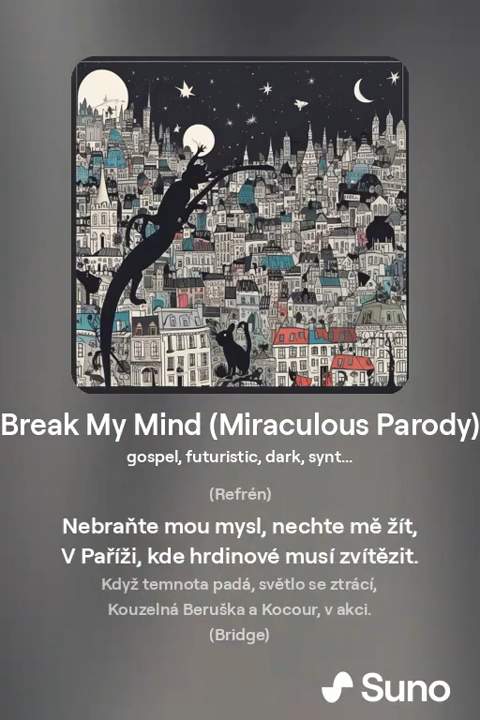 Break My Mind (Miraculous Parody)
gospel, futuristic, dark, synt...
(Refrén)
Nebraňte mou mysl, nechte mě žít,
V Paříži, kde hrdinové musí zvítězit.
Když temnota padá, světlo se ztrácí,
Kouzelná Beruška a Kocour, v akci.
(Bridge)
Suno